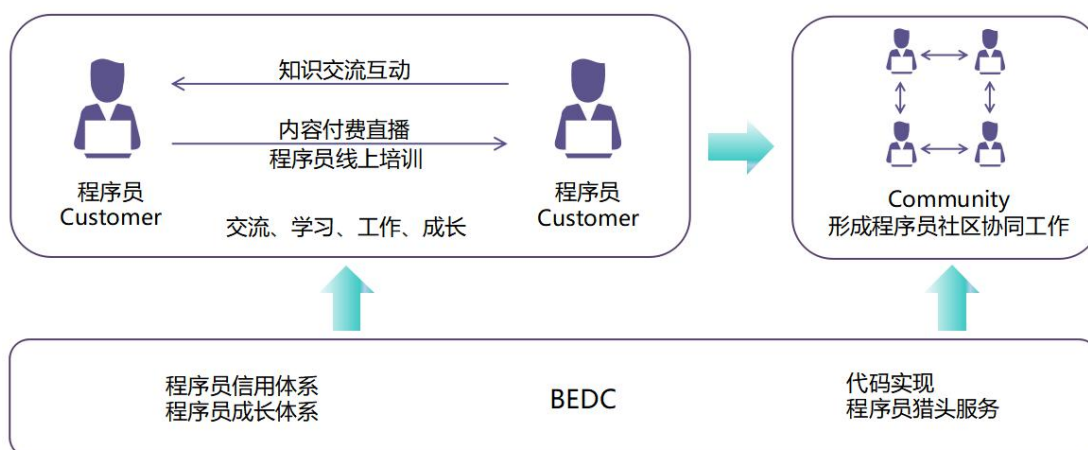 知识交流互动
内容付费直播
程序员线上培训
程序员
Customer
程序员
Customer
交流、学习、工作、成长
Community
形成程序员社区协同工作
程序员信用体系
程序员成长体系
BEDC
代码实现
程序员猎头服务